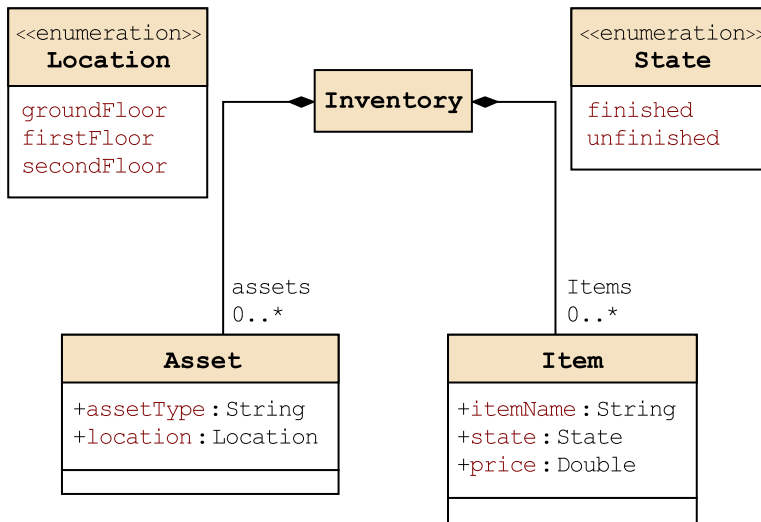 <<enumeration>>
Location
groundFloor
firstFloor
secondFloor
Inventory
<<enumeration>>
State
finished
unfinished
assets
0..*
Items
0..*
Asset
+assetType:String
+location:Location
Item
+itemName:String
+state:State
+price:Double